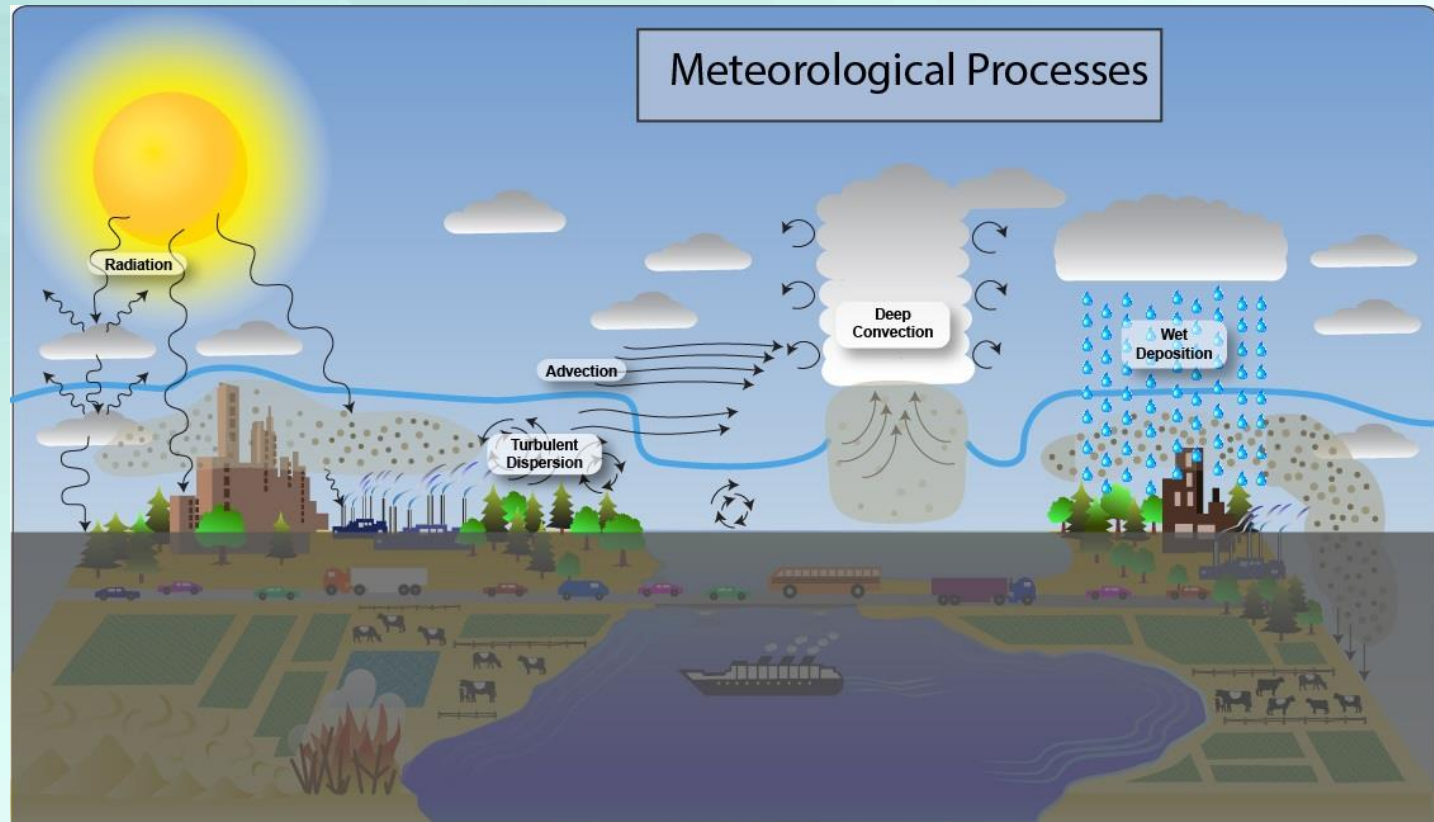 Meteorological Processes
Radiation
Advection
Deep
Convection
Wet
Deposition
Turbulent
Dispersion